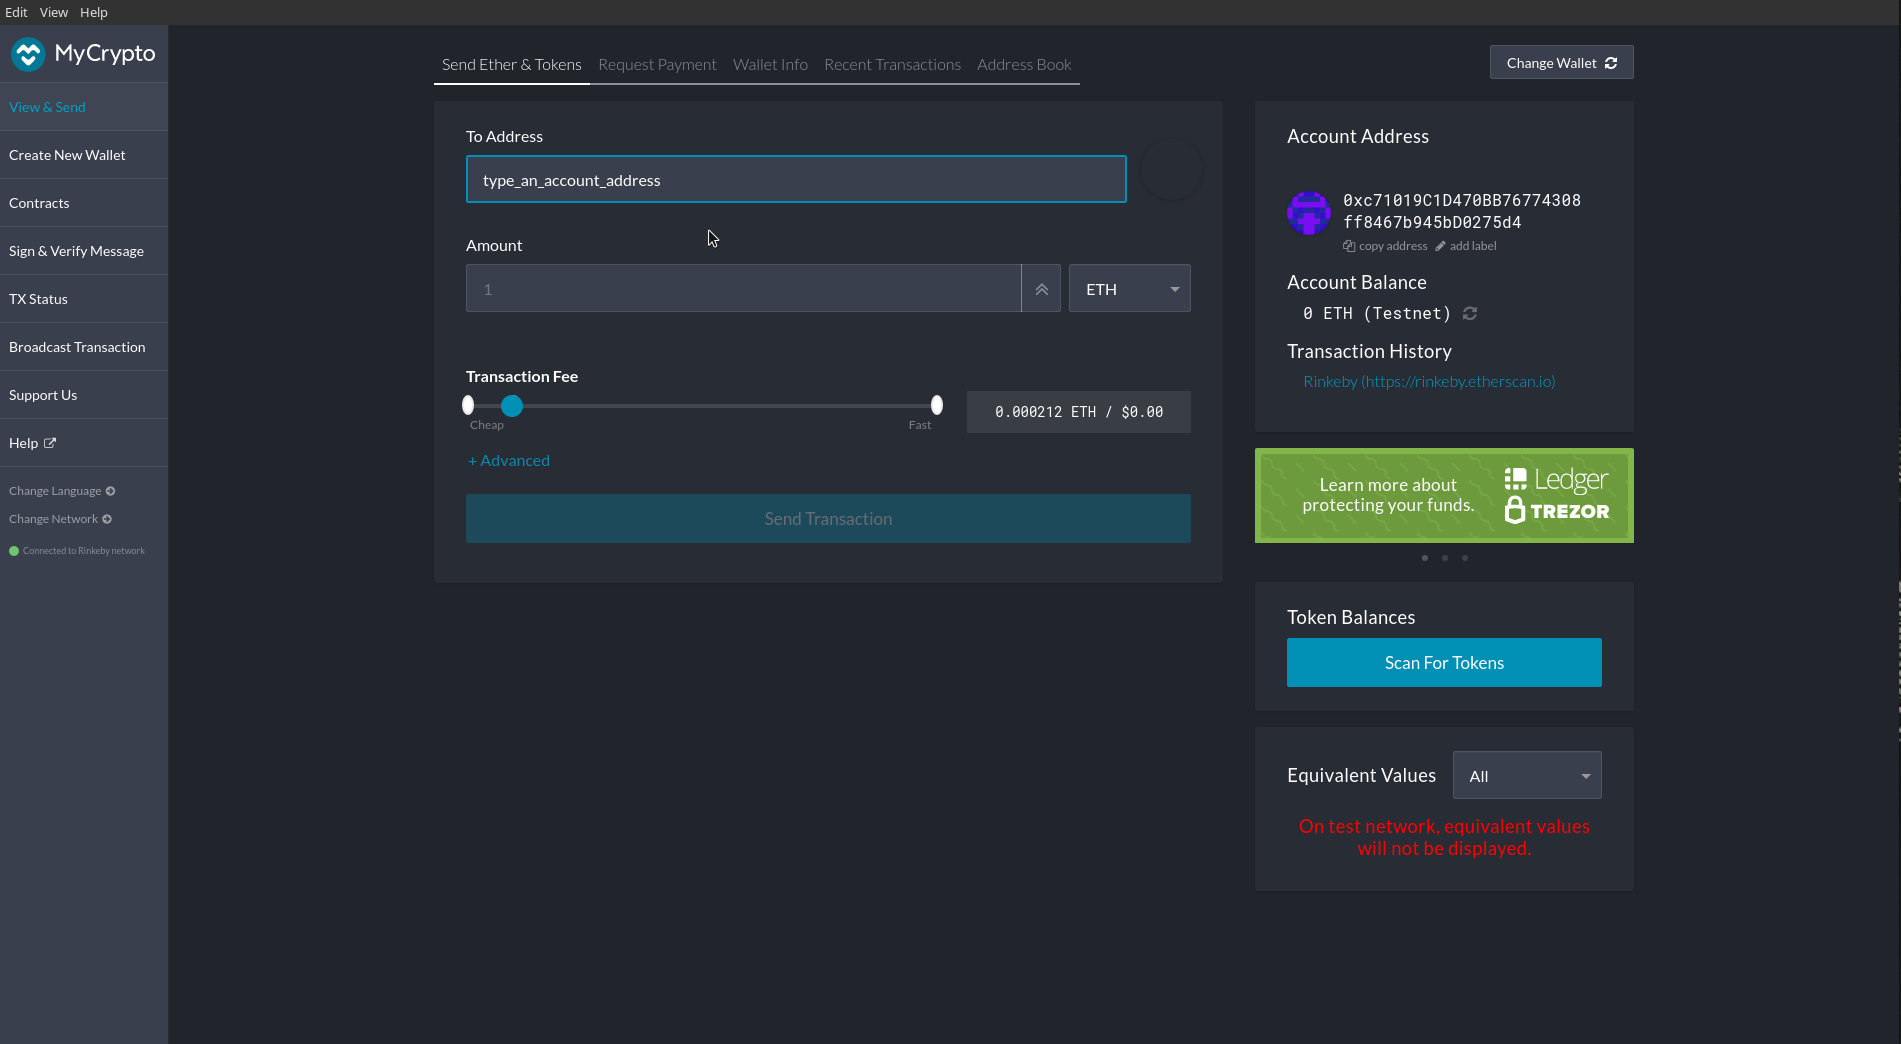 Edit View Help
MyCrypto
View & Send
Create New Wallet
Contracts
Sign & Verify Message
TX Status
Broadcast Transaction
Support Us
Help
Change Language
Change Network
Connected to Rinkeby network
Send Ether & Tokens Request Payment Wallet Info Recent Transactions Address Book
Change Wallet
To Address
type_an_account_address
Amount
1
ETH
Transaction Fee
Cheap
Fast
0.000212 ETH / $0.00
+ Advanced
Send Transaction
Account Address
0xc71019C1D470BB76774308
ff8467b945bD0275d4
copy address add label
Account Balance
0 ETH (Testnet)
Transaction History
Rinkeby (https://rinkeby.etherscan.io)
Learn more about
protecting your funds.
Ledger
TREZOR
Token Balances
Scan For Tokens
Equivalent Values
All
On test network, equivalent values
will not be displayed.